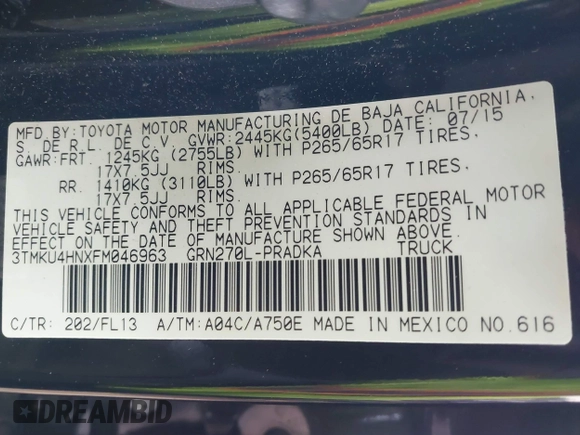 MFD.BY:TOYOTA MOTOR MANUFACTURING DE BAJA CALIFORNIA,
S. DE R.L. DE C.V. GVWR:2445KG(5400LB) DATE: 07/15
GAWR:FRT. 1245KG (2755LB) WITH P265/65R17 TIRES,
17X7.5JJ RIMS.
RR. 1410KG (3110LB) WITH P265/65R17 TIRES,
17X7.5JJ RIMS.
THIS VEHICLE CONFORMS TO ALL APPLICABLE FEDERAL MOTOR
VEHICLE SAFETY AND THEFT PREVENTION STANDARDS IN
EFFECT ON THE DATE OF MANUFACTURE SHOWN ABOVE.
3TMKU4HNXFM046963 GRN270L-PRADKA TRUCK
C/TR: 202/FL13 A/TM:A04C/A750E MADE IN MEXICO NO.616
DREAMBID